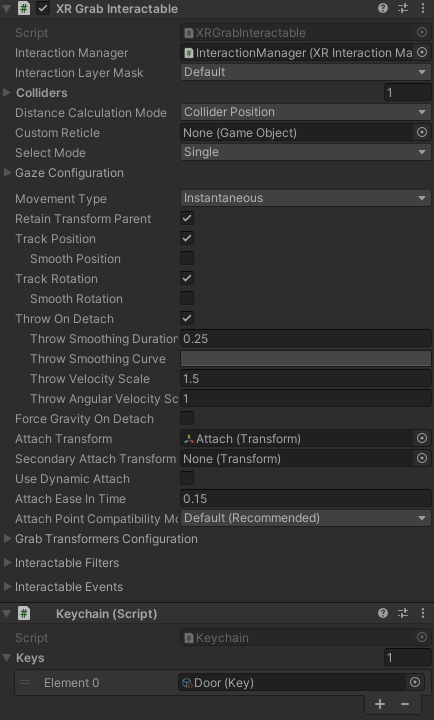 XR Grab Interactable
Script XRGrabInteractable
Interaction Manager InteractionManager (XR Interaction Ma
Interaction Layer Mask Default
Colliders 1
Distance Calculation Mode Collider Position
Custom Reticle None (Game Object)
Select Mode Single
Gaze Configuration
Movement Type Instantaneous
Retain Transform Parent
Track Position
Smooth Position
Track Rotation
Smooth Rotation
Throw On Detach
Throw Smoothing Duration 0.25
Throw Smoothing Curve
Throw Velocity Scale 1.5
Throw Angular Velocity Sc 1
Force Gravity On Detach
Attach Transform Attach (Transform)
Secondary Attach Transform None (Transform)
Use Dynamic Attach
Attach Ease In Time 0.15
Attach Point Compatibility Mo Default (Recommended)
Grab Transformers Configuration
Interactable Filters
Interactable Events
Keychain (Script)
Script Keychain
Keys 1
Element 0 Door (Key)